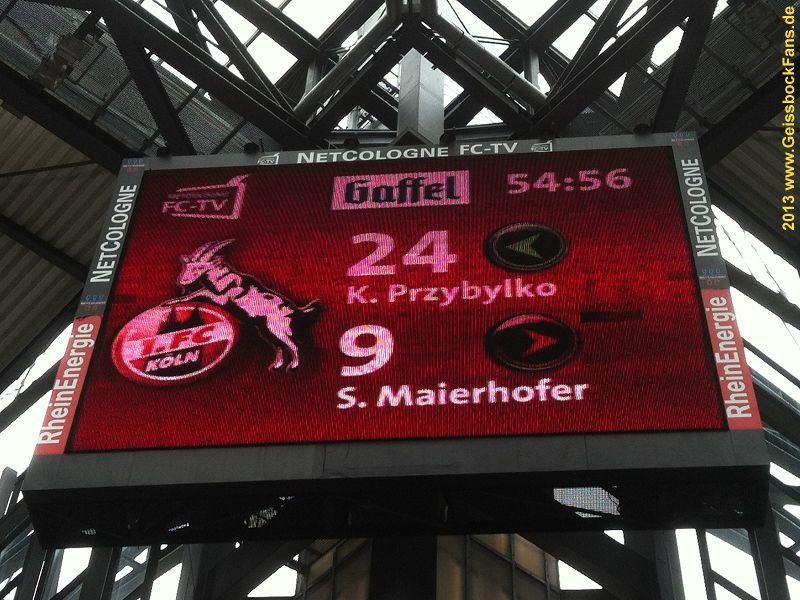 NETCOLOGNE FC-TV
FC-TV
Gaffel
54:56
24
K. Przybylko
9
S. Maierhofer
1.FC
KÖLN
NETCOLOGNE
RheinEnergie
NETCOLOGNE
RheinEnergie
2013 www.GeissbockFans.de